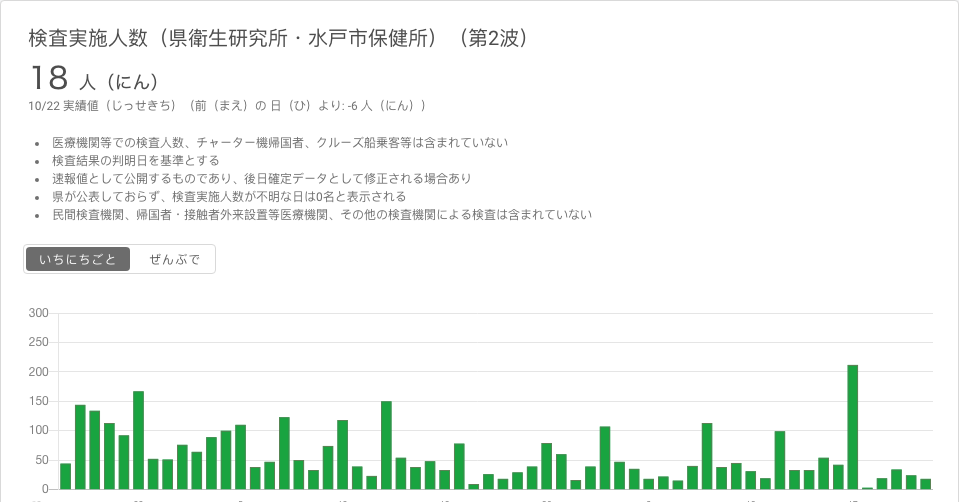 検査実施人数（県衛生研究所・水戸市保健所）（第2波）
18 人（にん）
10/22 実績値（じっせきち）（前（まえ）の 日（ひ）より: -6 人（にん））
• 医療機関等での検査人数、チャーター機帰国者、クルーズ船乗客等は含まれていない
• 検査結果の判明日を基準とする
• 速報値として公開するものであり、後日確定データとして修正される場合あり
• 県が公表しておらず、検査実施人数が不明な日は0名と表示される
• 民間検査機関、帰国者・接触者外来設置等医療機関、その他の検査機関による検査は含まれていない
いちにちごと ぜんぶで
300
250
200
150
100
50
0